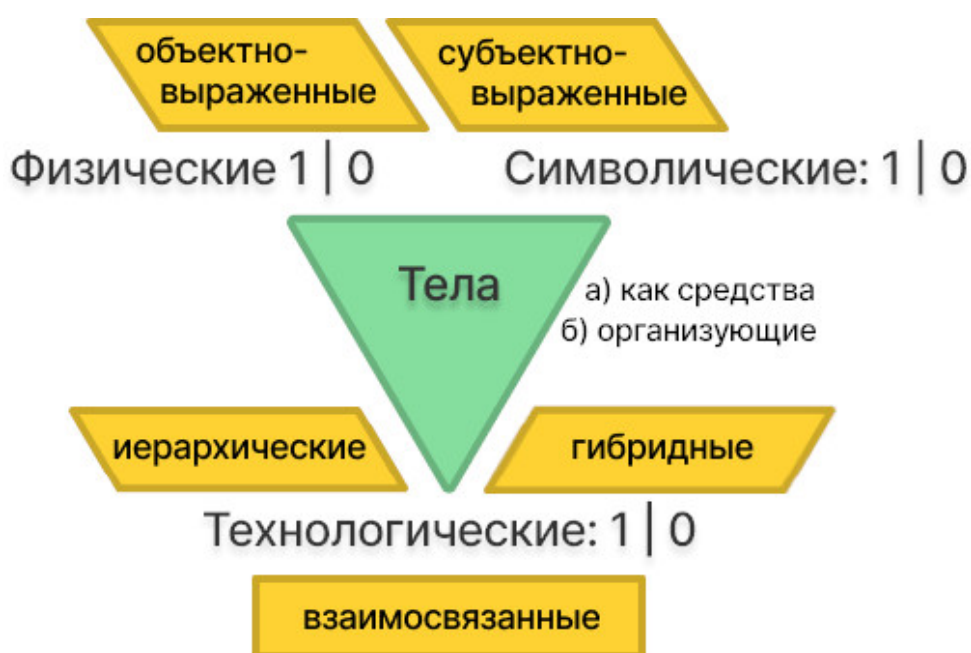 объектно-
выраженные
субъектно-
выраженные
Физические 1 | 0
Символические: 1 | 0
Тела
а) как средства
б) организующие
иерархические
гибридные
Технологические: 1 | 0
взаимосвязанные